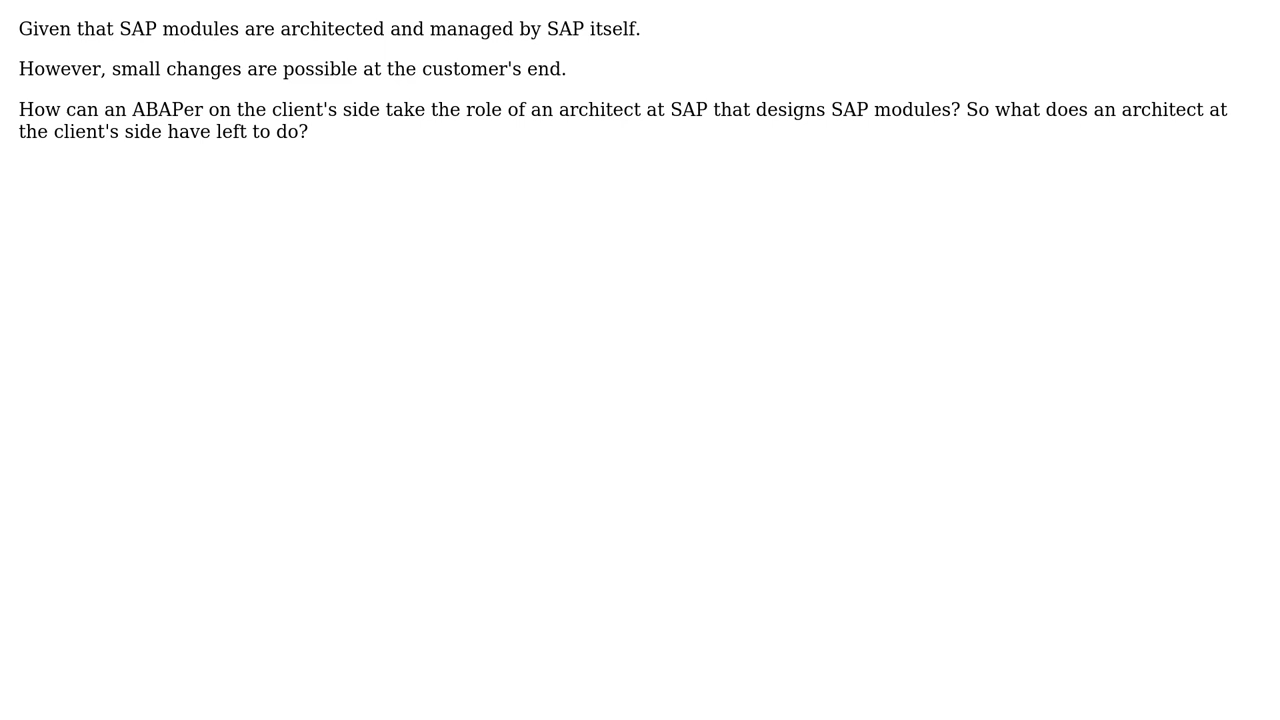 Given that SAP modules are architected and managed by SAP itself.
However, small changes are possible at the customer's end.
How can an ABAPer on the client's side take the role of an architect at SAP that designs SAP modules? So what does an architect at
the client's side have left to do?